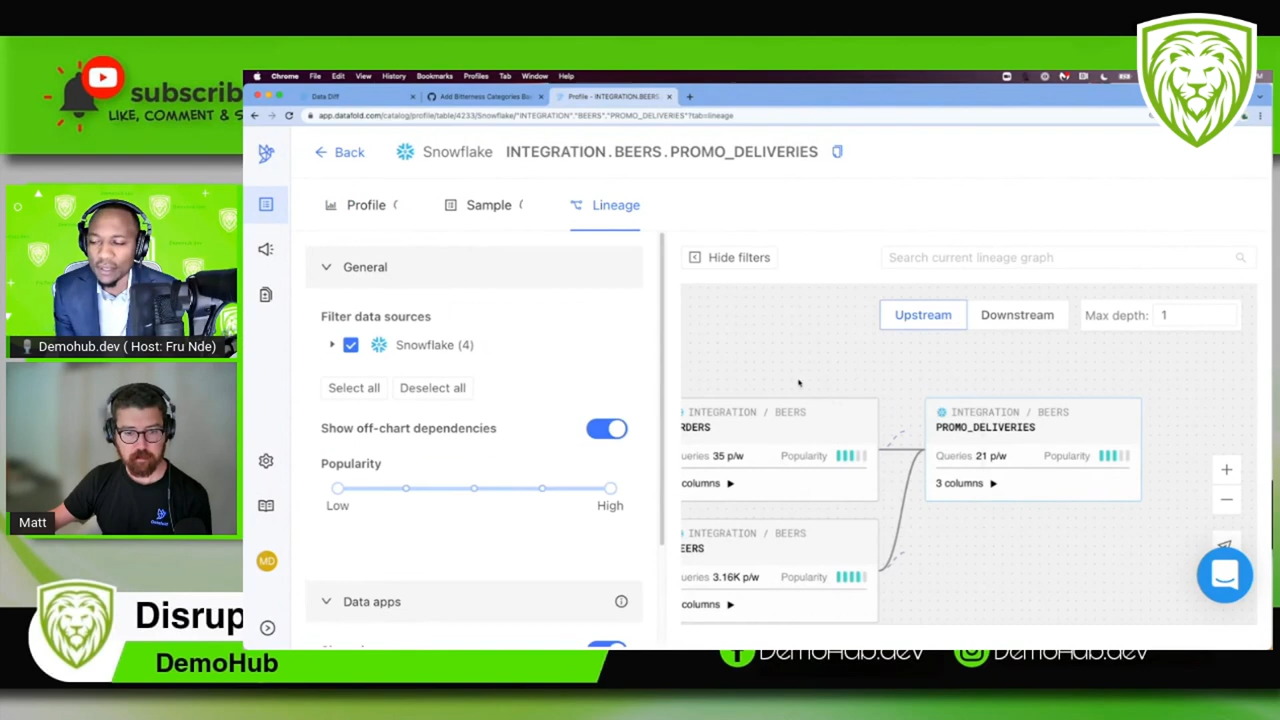 subscrib
LIKE, COMMENT & S
Chrome File Edit View History Bookmarks Profiles Tab Window Help
Data Diff
Add Bitterness Categories Bu
Profile - INTEGRATION.BEERS
app.datafold.com/catalog/profile/table/4233/Snowflake/"INTEGRATION"."BEERS"."PROMO_DELIVERIES"?tab=lineage
Back
Snowflake INTEGRATION.BEERS.PROMO_DELIVERIES
Profile
Sample
Lineage
General
Filter data sources
Snowflake (4)
Select all
Deselect all
Show off-chart dependencies
Popularity
Low
High
Data apps
MD
Hide filters
Search current lineage graph
Upstream
Downstream
Max depth: 1
INTEGRATION / BEERS
RDERS
ueries 35 p/w Popularity
columns
INTEGRATION / BEERS
PROMO_DELIVERIES
Queries 21 p/w Popularity
3 columns
INTEGRATION / BEERS
EERS
ueries 3.16K p/w Popularity
columns
Demohub.dev ( Host: Fru Nde)
Matt
Disrup
DemoHub
DemoHub.dev
DemoHub.dev